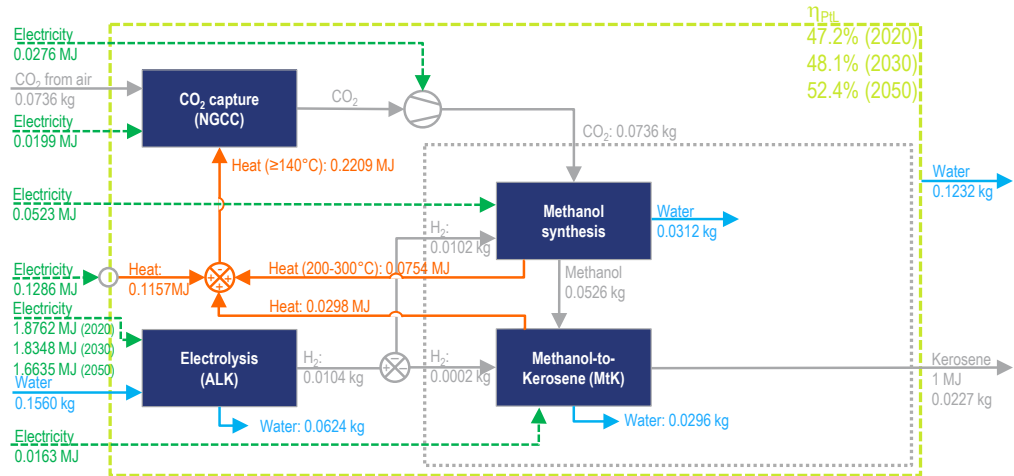 η_PtL
47.2% (2020)
48.1% (2030)
52.4% (2050)
Electricity
0.0276 MJ
CO₂ from air
0.0736 kg
CO₂ capture
(NGCC)
CO₂
Electricity
0.0199 MJ
CO₂: 0.0736 kg
Heat (≥140°C): 0.2209 MJ
Water
0.1232 kg
Electricity
0.0523 MJ
Methanol
synthesis
Water
0.0312 kg
H₂:
0.0102 kg
Electricity
0.1286 MJ
Heat:
0.1157MJ
Heat (200-300°C): 0.0754 MJ
Methanol
0.0526 kg
Heat: 0.0298 MJ
Electricity
1.8762 MJ (2020)
1.8348 MJ (2030)
1.6635 MJ (2050)
Electrolysis
(ALK)
H₂:
0.0104 kg
H₂:
0.0002 kg
Methanol-to-
Kerosene (MtK)
Kerosene
1 MJ
0.0227 kg
Water
0.1560 kg
Water: 0.0624 kg
Water: 0.0296 kg
Electricity
0.0163 MJ